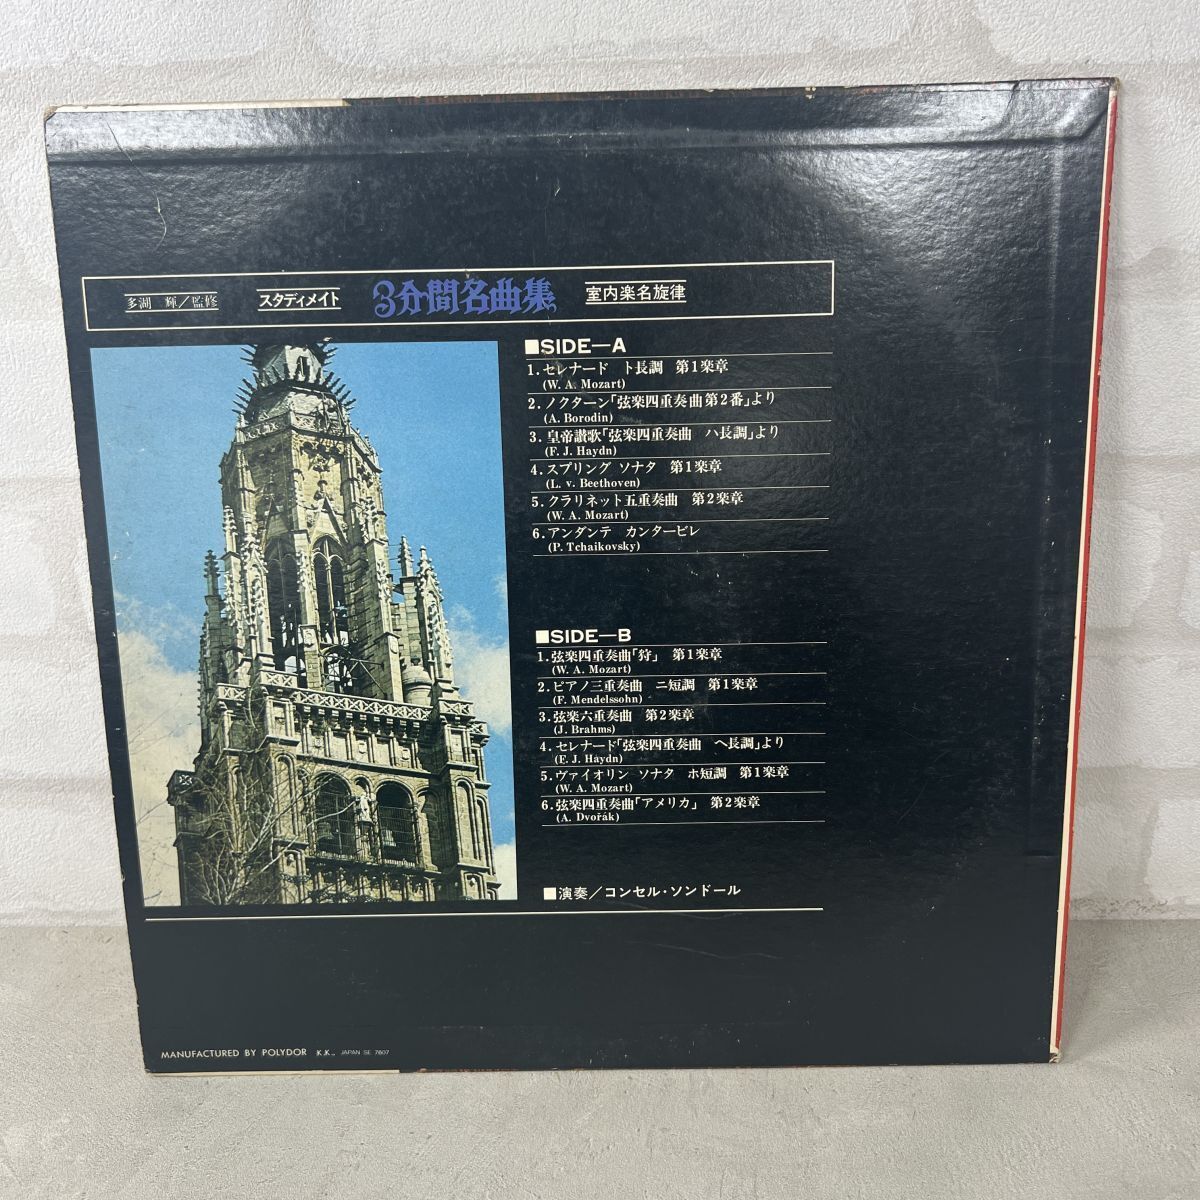 多湖 輝／監修 スタディメイト 3分間名曲集 室内楽名旋律
■SIDE—A
1.セレナード ト長調 第1楽章
(W. A. Mozart)
2.ノクターン「弦楽四重奏曲第2番」より
(A. Borodin)
3.皇帝讃歌「弦楽四重奏曲 ハ長調」より
(F. J. Haydn)
4.スプリング ソナタ 第1楽章
(L. v. Beethoven)
5.クラリネット五重奏曲 第2楽章
(W. A. Mozart)
6.アンダンテ カンタービレ
(P. Tchaikovsky)
■SIDE—B
1.弦楽四重奏曲「狩」 第1楽章
(W. A. Mozart)
2.ピアノ三重奏曲 ニ短調 第1楽章
(F. Mendelssohn)
3.弦楽六重奏曲 第2楽章
(J. Brahms)
4.セレナード「弦楽四重奏曲 ヘ長調」より
(F. J. Haydn)
5.ヴァイオリン ソナタ ホ短調 第1楽章
(W. A. Mozart)
6.弦楽四重奏曲「アメリカ」 第2楽章
(A. Dvořák)
■演奏／コンセル・ソンドール
MANUFACTURED BY POLYDOR K.K., JAPAN SE 7607